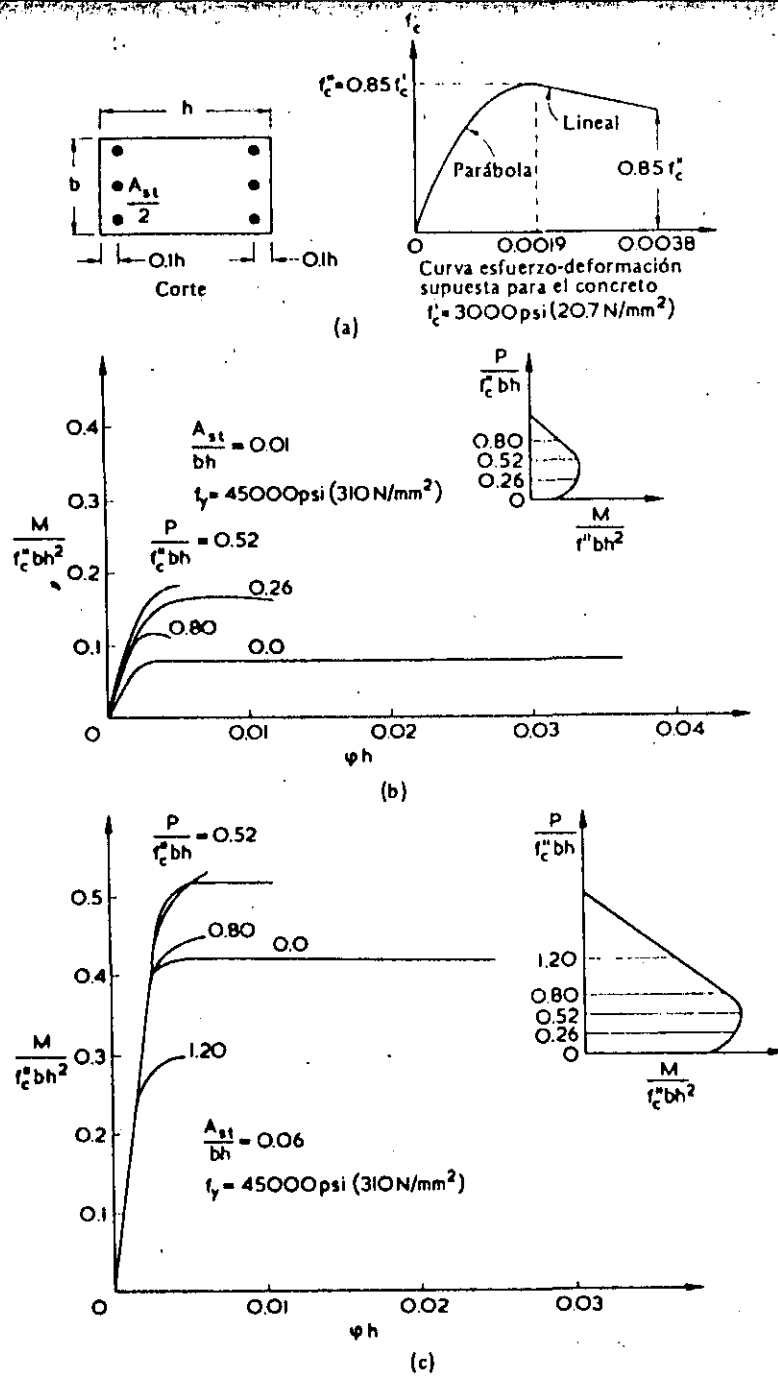 f'c
f"c = 0.85 f'c
Lineal
Parábola
0.85 f"c
0 0.0019 0.0038
Curva esfuerzo-deformación
supuesta para el concreto
f'c = 3000 psi (20.7 N/mm²)
h
b
Ast/2
0.1h 0.1h
Corte
(a)
0.4
0.3
0.2
0.1
0
M/f"c bh²
Ast/bh = 0.01
fy = 45000 psi (310 N/mm²)
P/f"c bh = 0.52
0.26
0.80
0.0
0.01 0.02 0.03 0.04
φh
P/f"c bh
0.80
0.52
0.26
0
M/f" bh²
(b)
P/f"c bh = 0.52
0.5
0.4
0.3
0.2
0.1
0
M/f"c bh²
0.80
0.0
1.20
Ast/bh = 0.06
fy = 45000 psi (310 N/mm²)
0.01 0.02 0.03
φh
P/f"c bh
1.20
0.80
0.52
0.26
0
M/f"c bh²
(c)